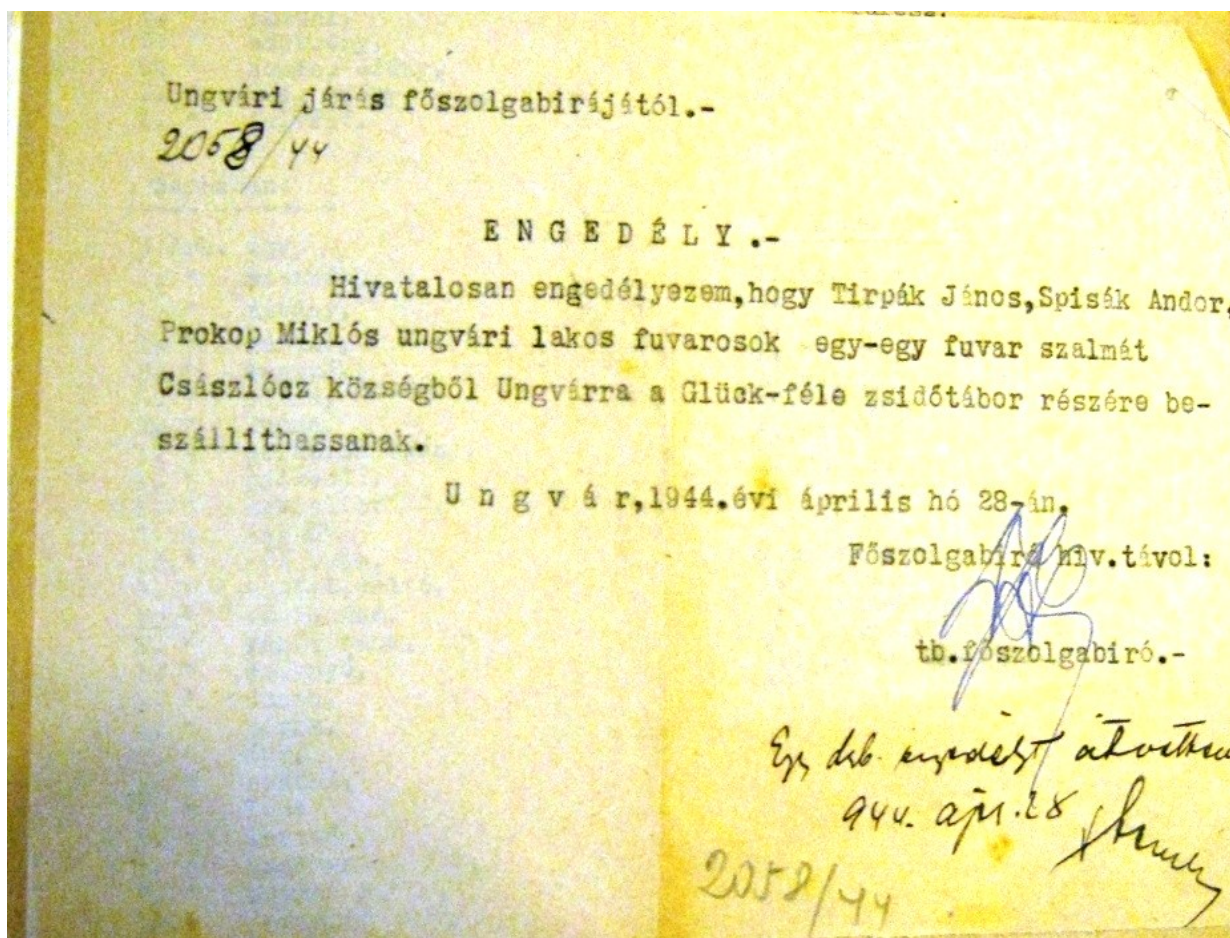 Ungvári járás főszolgabirájától.-
2058/44
E N G E D É L Y .-
Hivatalosan engedélyezem,hogy Tirpák János,Spisák Andor,
Prokop Miklós ungvári lakos fuvarosok egy-egy fuvar szalmát
Császlócz községből Ungvárra a Glück-féle zsidótábor részére be-
szállithassanak.
U n g v á r,1944.évi április hó 28-án.
Főszolgabiró hiv.távol:
tb.főszolgabiró.-
Egy drb. engedélyt átvettem
944. ápr. 28
2058/44